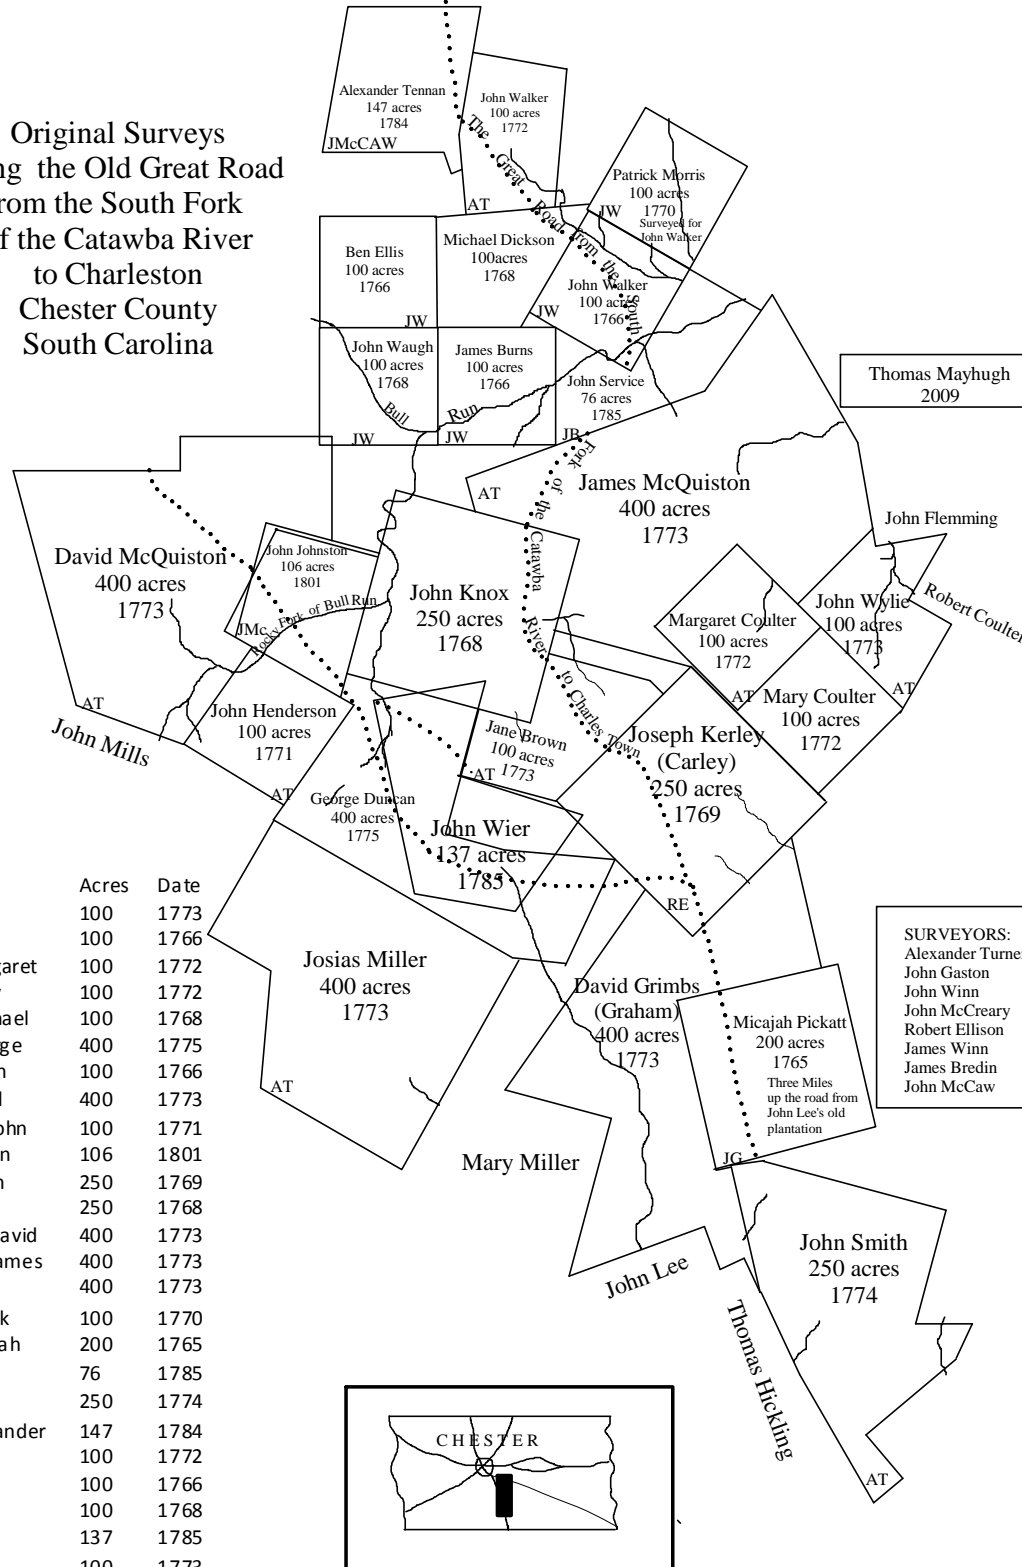 Original Surveys
ng the Old Great Road
rom the South Fork
f the Catawba River
to Charleston
Chester County
South Carolina
Alexander Tennan
147 acres
1784
JMcCAW
John Walker
100 acres
1772
AT
Patrick Morris
100 acres
1770
Surveyed for
John Walker
JW
The Great Road from the South
Fork of the Catawba River to Charles Town
Ben Ellis
100 acres
1766
JW
Michael Dickson
100acres
1768
John Walker
100 acres
1766
JW
John Waugh
100 acres
1768
JW
James Burns
100 acres
1766
JW
Bull Run
John Service
76 acres
1785
JB
Thomas Mayhugh
2009
AT
James McQuiston
400 acres
1773
John Flemming
Robert Coulter
David McQuiston
400 acres
1773
AT
John Johnston
106 acres
1801
JMc
Rocky Fork of Bull Run
John Knox
250 acres
1768
Margaret Coulter
100 acres
1772
AT
John Wylie
100 acres
1773
AT
Mary Coulter
100 acres
1772
John Mills
John Henderson
100 acres
1771
AT
Jane Brown
100 acres
1773
AT
Joseph Kerley
(Carley)
250 acres
1769
RE
George Duncan
400 acres
1775
John Wier
137 acres
1785
Josias Miller
400 acres
1773
AT
David Grimbs
(Graham)
400 acres
1773
Micajah Pickatt
200 acres
1765
Three Miles
up the road from
John Lee's old
plantation
JG
SURVEYORS:
Alexander Turne
John Gaston
John Winn
John McCreary
Robert Ellison
James Winn
James Bredin
John McCaw
Mary Miller
John Lee
Thomas Hickling
John Smith
250 acres
1774
AT
Acres Date
100 1773
100 1766
garet 100 1772
100 1772
hael 100 1768
ge 400 1775
n 100 1766
400 1773
ohn 100 1771
n 106 1801
n 250 1769
250 1768
avid 400 1773
ames 400 1773
400 1773
k 100 1770
ah 200 1765
76 1785
250 1774
ander 147 1784
100 1772
100 1766
100 1768
137 1785
100 1773
CHESTER